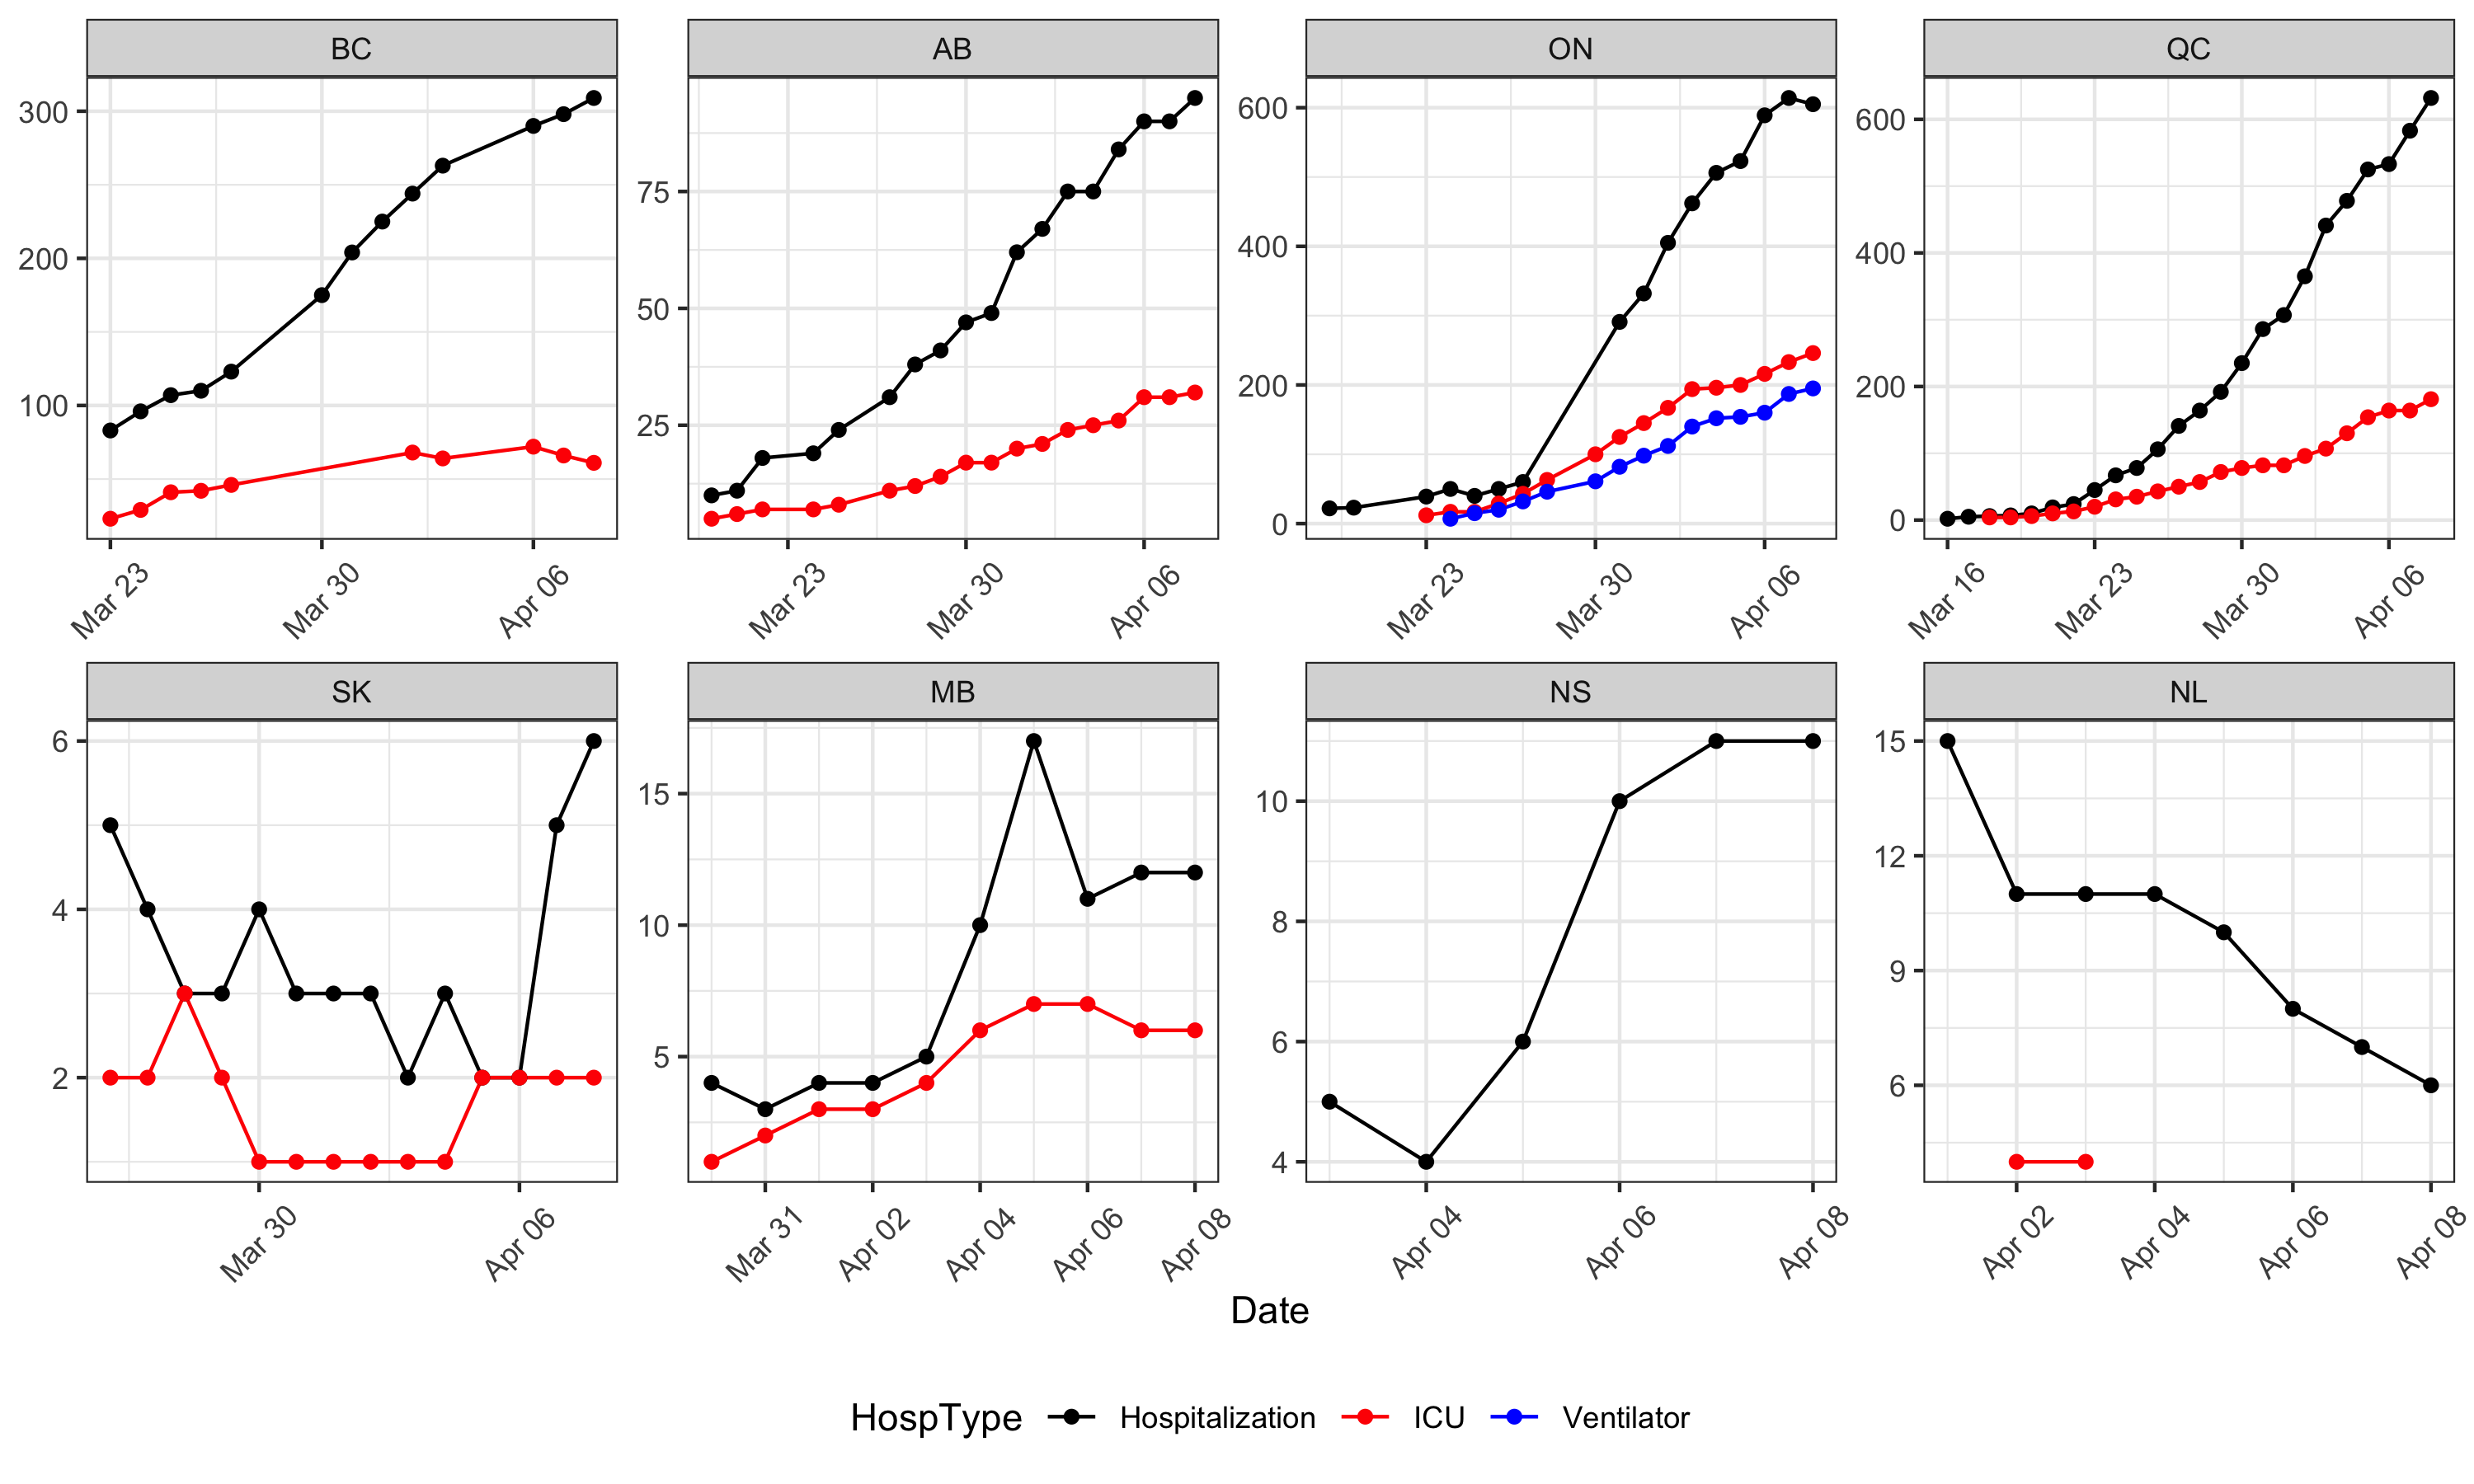 BC AB ON QC
300
200
100
75
50
25
600
400
200
0
600
400
200
0
Mar 23 Mar 30 Apr 06
Mar 23 Mar 30 Apr 06
Mar 23 Mar 30 Apr 06
Mar 16 Mar 23 Mar 30 Apr 06
SK MB NS NL
6
4
2
15
10
5
10
8
6
4
15
12
9
6
Mar 30 Apr 06
Mar 31 Apr 02 Apr 04 Apr 06 Apr 08
Apr 04 Apr 06 Apr 08
Apr 02 Apr 04 Apr 06 Apr 08
Date
HospType Hospitalization ICU Ventilator